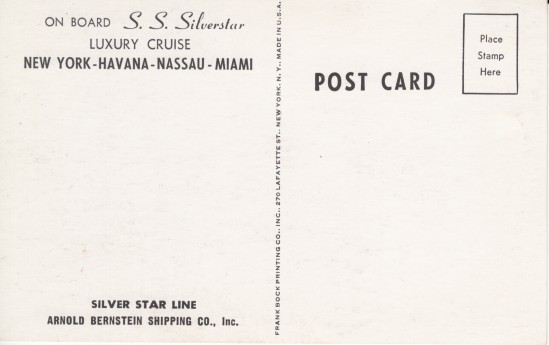 ON BOARD S. S. Silverstar
LUXURY CRUISE
NEW YORK-HAVANA-NASSAU - MIAMI
SILVER STAR LINE
ARNOLD BERNSTEIN SHIPPING CO., Inc.
FRANK BOCK PRINTING CO., INC., 270 LAFAYETTE ST., NEW YORK, N. Y., MADE IN U.S.A.
POST CARD
Place
Stamp
Here